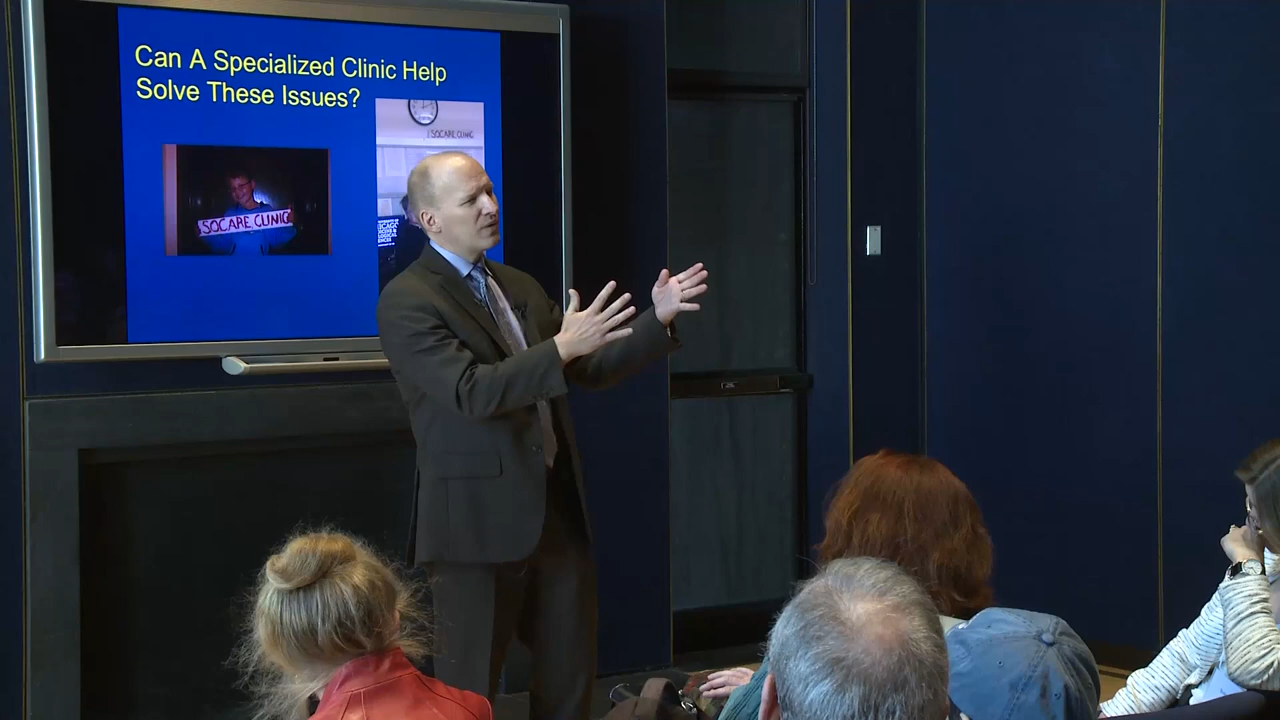 Can A Specialized Clinic Help
Solve These Issues?
SOCARE CLINIC
SOCARE CLINIC